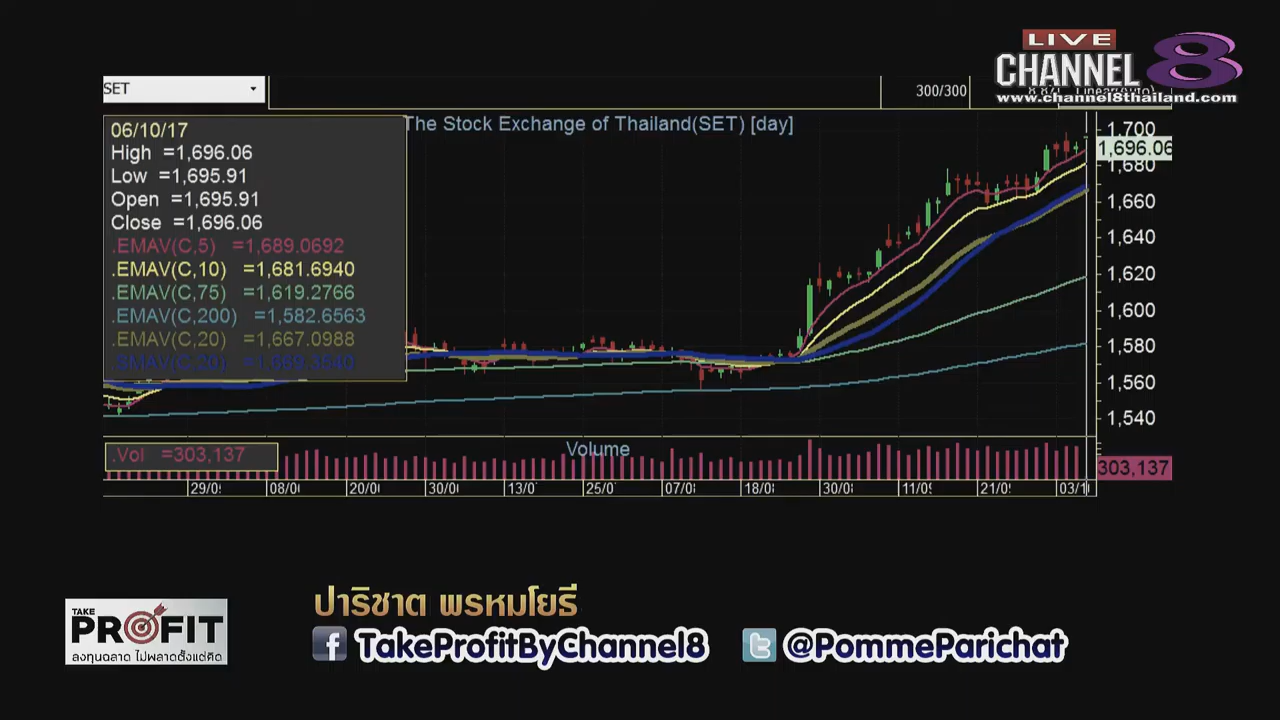 LIVE
CHANNEL 8
www.channel8thailand.com
SET
300/300
The Stock Exchange of Thailand(SET) [day]
06/10/17
High =1,696.06
Low =1,695.91
Open =1,695.91
Close =1,696.06
.EMAV(C,5) =1,689.0692
.EMAV(C,10) =1,681.6940
.EMAV(C,75) =1,619.2766
.EMAV(C,200) =1,582.6563
.EMAV(C,20) =1,667.0988
1,700
1,696.06
1,680
1,660
1,640
1,620
1,600
1,580
1,560
1,540
.Vol =303,137
Volume
303,137
29/0
08/0
20/0
30/0
13/0
25/0
07/0
18/0
30/0
11/0
21/0
03/1
TAKE
PROFIT
ลงทุนฉลาด ไม่พลาดตั้งแต่คิด
ปาริชาต พรหมโยธี
TakeProfitByChannel8
@PommeParichat